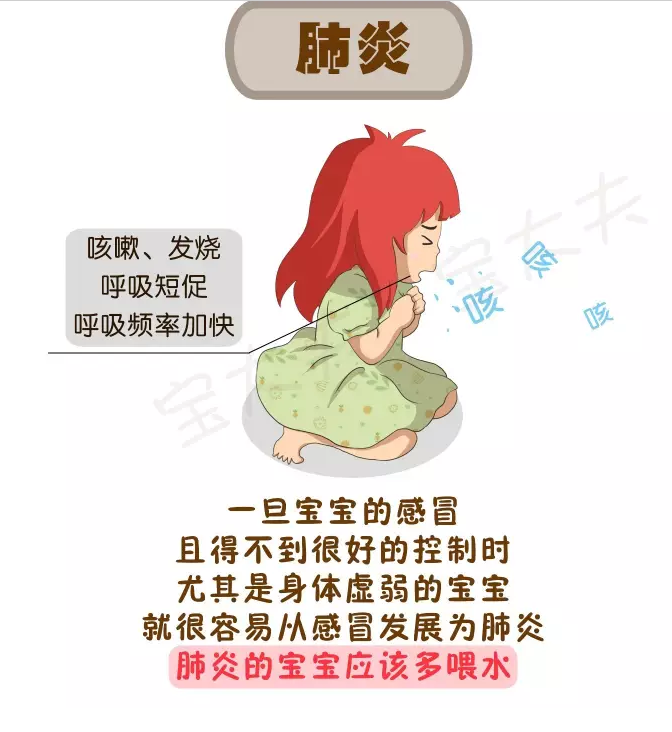 肺炎
咳嗽、发烧
呼吸短促
呼吸频率加快
咳
咳
咳
宝大夫
一旦宝宝的感冒
且得不到很好的控制时
尤其是身体虚弱的宝宝
就很容易从感冒发展为肺炎
肺炎的宝宝应该多喂水